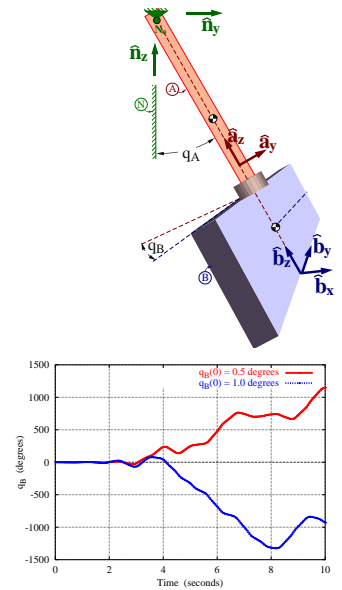 N₀
n̂y
n̂z
A
N
âz
ây
qA
qB
B
b̂z
b̂y
b̂x
qB(0) = 0.5 degrees
qB(0) = 1.0 degrees
1500
1000
500
0
-500
-1000
-1500
qB (degrees)
0 2 4 6 8 10
Time (seconds)